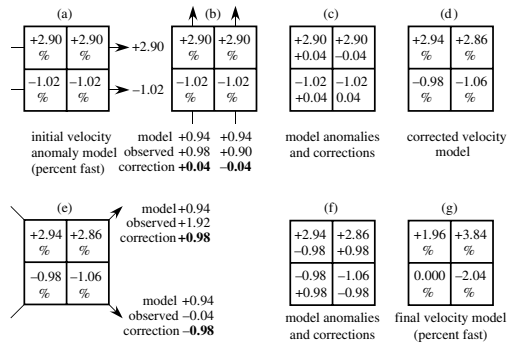 (a)
+2.90 +2.90
% %
−1.02 −1.02
% %
+2.90
−1.02
initial velocity
anomaly model
(percent fast)
(b)
+2.90 +2.90
% %
−1.02 −1.02
% %
model +0.94 +0.94
observed +0.98 +0.90
correction +0.04 −0.04
(c)
+2.90 +2.90
+0.04 −0.04
−1.02 −1.02
+0.04 0.04
model anomalies
and corrections
(d)
+2.94 +2.86
% %
−0.98 −1.06
% %
corrected velocity
model
(e)
+2.94 +2.86
% %
−0.98 −1.06
% %
model +0.94
observed +1.92
correction +0.98
model +0.94
observed −0.04
correction −0.98
(f)
+2.94 +2.86
−0.98 +0.98
−0.98 −1.06
+0.98 −0.98
model anomalies
and corrections
(g)
+1.96 +3.84
% %
0.000 −2.04
% %
final velocity model
(percent fast)